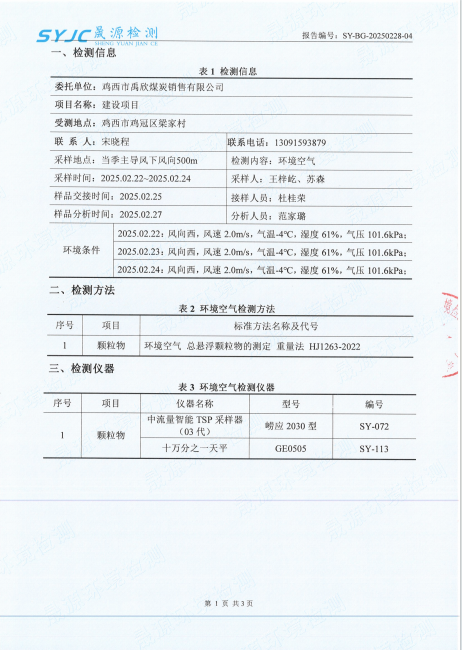 SYJC 晟源检测
SHENG YUAN JIAN CE
报告编号：SY-BG-20250228-04
一、检测信息
表 1 检测信息
委托单位：鸡西市禹欣煤炭销售有限公司
项目名称：建设项目
受测地点：鸡西市鸡冠区梁家村
联 系 人：宋晓程 联系电话：13091593879
采样地点：当季主导风下风向500m 检测内容：环境空气
采样时间：2025.02.22~2025.02.24 采样人：王梓屹、苏森
样品交接时间：2025.02.25 接样人员：杜桂荣
样品分析时间：2025.02.27 分析人员：范家璐
环境条件
2025.02.22：风向西，风速 2.0m/s，气温-4℃，湿度 61%，气压 101.6kPa；
2025.02.23：风向西，风速 2.0m/s，气温-4℃，湿度 61%，气压 101.6kPa；
2025.02.24：风向西，风速 2.0m/s，气温-4℃，湿度 61%，气压 101.6kPa；
二、检测方法
表 2 环境空气检测方法
序号 项目 标准方法名称及代号
1 颗粒物 环境空气 总悬浮颗粒物的测定 重量法 HJ1263-2022
三、检测仪器
表 3 环境空气检测仪器
序号 项目 仪器名称 型号 编号
1 颗粒物 中流量智能 TSP 采样器（03 代） 崂应 2030 型 SY-072
十万分之一天平 GE0505 SY-113
第 1 页 共 3 页